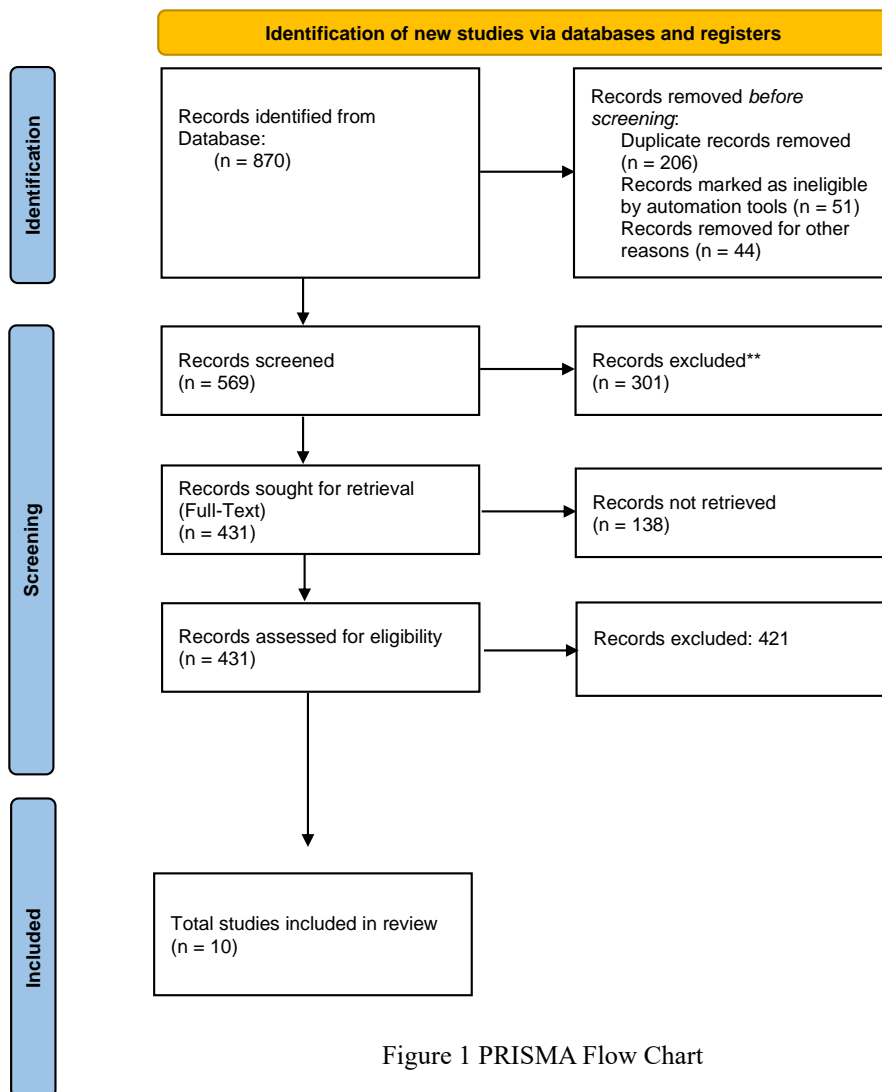 Identification of new studies via databases and registers
Identification
Records identified from
Database:
(n = 870)
Records removed before
screening:
Duplicate records removed
(n = 206)
Records marked as ineligible
by automation tools (n = 51)
Records removed for other
reasons (n = 44)
Screening
Records screened
(n = 569)
Records excluded**
(n = 301)
Records sought for retrieval
(Full-Text)
(n = 431)
Records not retrieved
(n = 138)
Records assessed for eligibility
(n = 431)
Records excluded: 421
Included
Total studies included in review
(n = 10)
Figure 1 PRISMA Flow Chart